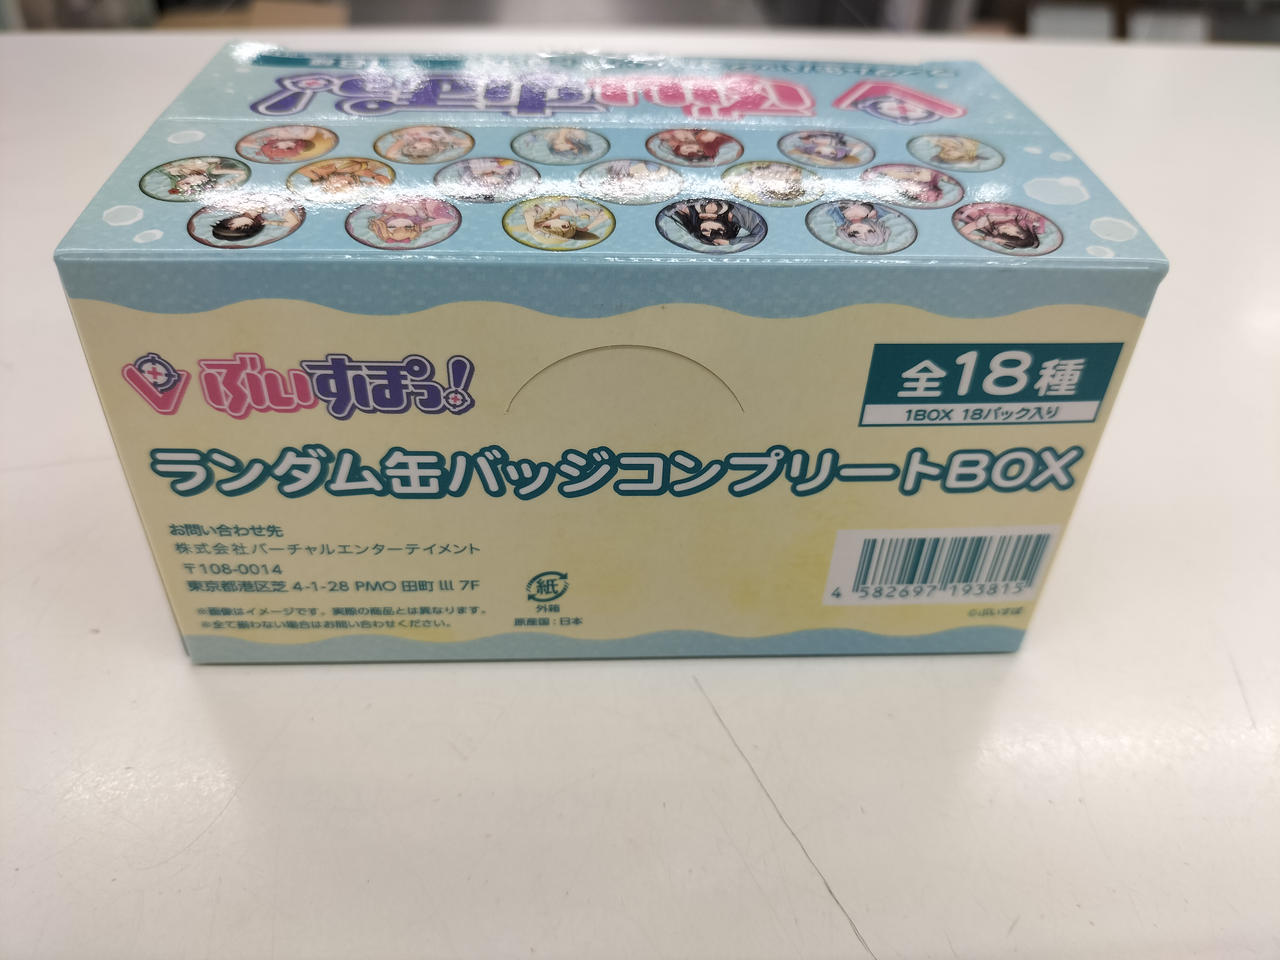 ぶいすぽっ!
ぶいすぽっ!
全18種
1BOX 18パック入り
ランダム缶バッジコンプリートBOX
お問い合わせ先
株式会社バーチャルエンターテイメント
〒108-0014
東京都港区芝 4-1-28 PMO 田町 Ⅲ 7F
※画像はイメージです。実際の商品とは異なります。
※全て揃わない場合はお問い合わせください。
紙
外箱
原産国:日本
4 582697 193815
©ぶいすぽ